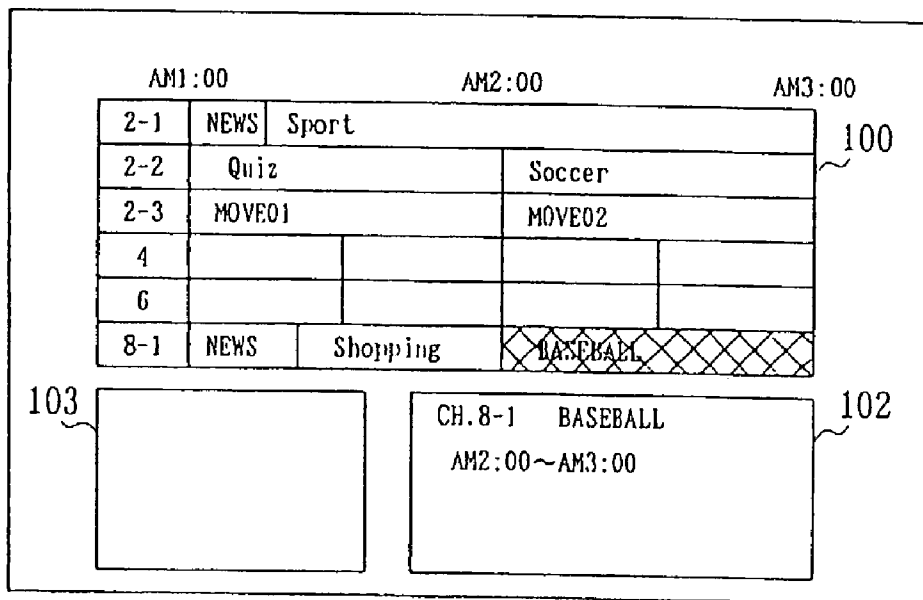 AM1:00 AM2:00 AM3:00
2-1 NEWS Sport
100
2-2 Quiz Soccer
2-3 MOVE01 MOVE02
4
6
8-1 NEWS Shopping BASEBALL
103
102
CH.8-1 BASEBALL
AM2:00~AM3:00